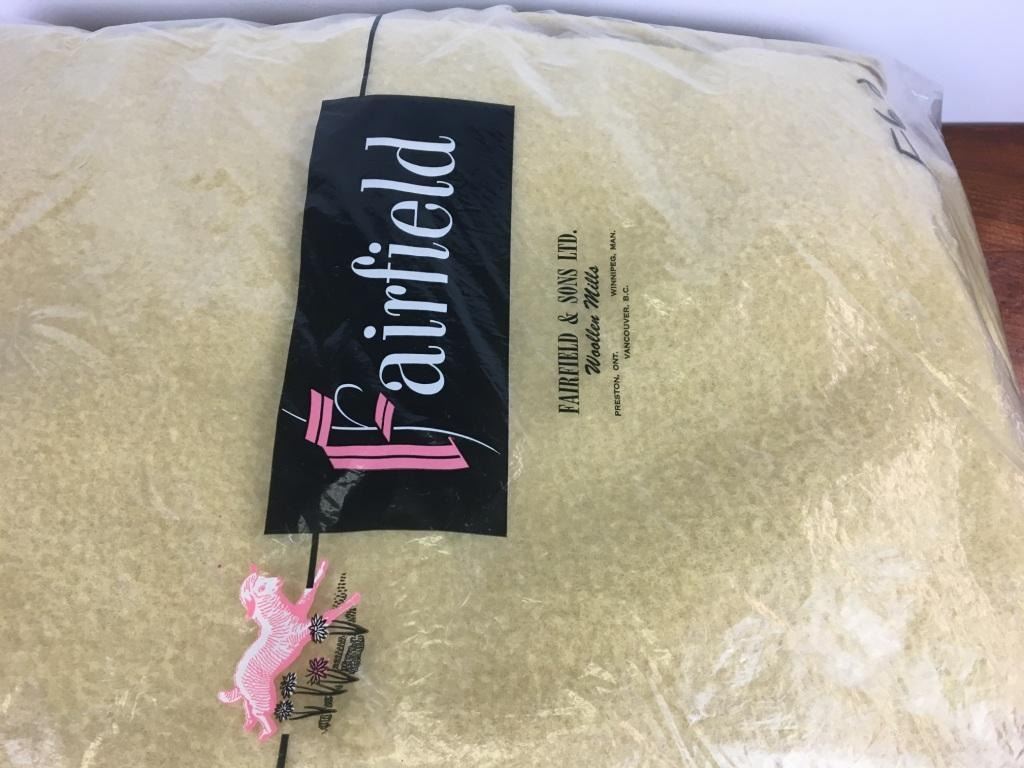 Fairfield
FAIRFIELD & SONS LTD.
Woollen Mills
PRESTON, ONT. WINNIPEG, MAN.
VANCOUVER, B.C.